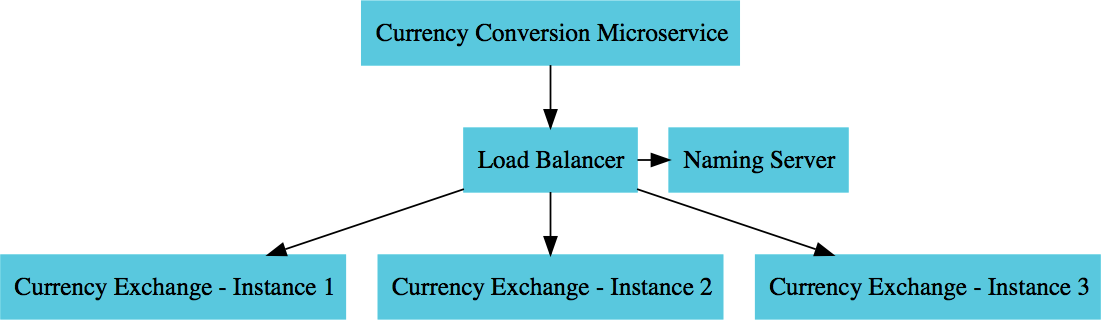 Currency Conversion Microservice
Load Balancer
Naming Server
Currency Exchange - Instance 1
Currency Exchange - Instance 2
Currency Exchange - Instance 3